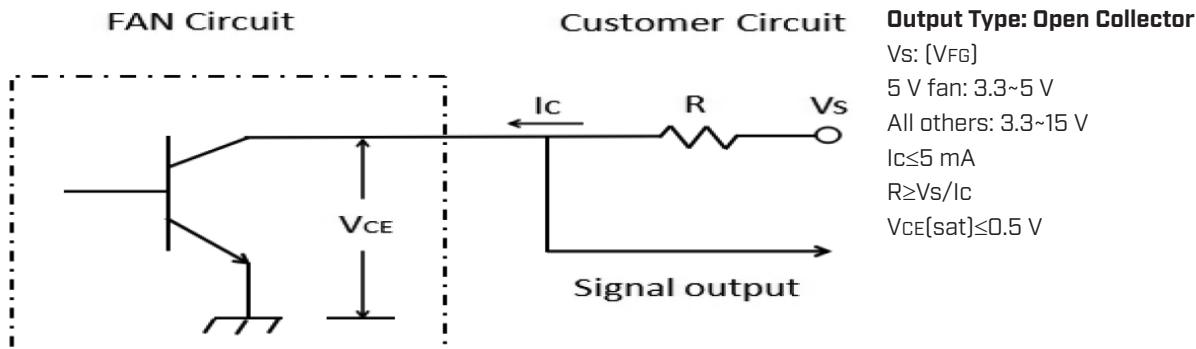 FAN Circuit
Customer Circuit
Ic
R
Vs
VCE
Signal output
Output Type: Open Collector
Vs: (VFG)
5 V fan: 3.3~5 V
All others: 3.3~15 V
Ic≤5 mA
R≥Vs/Ic
VCE(sat)≤0.5 V